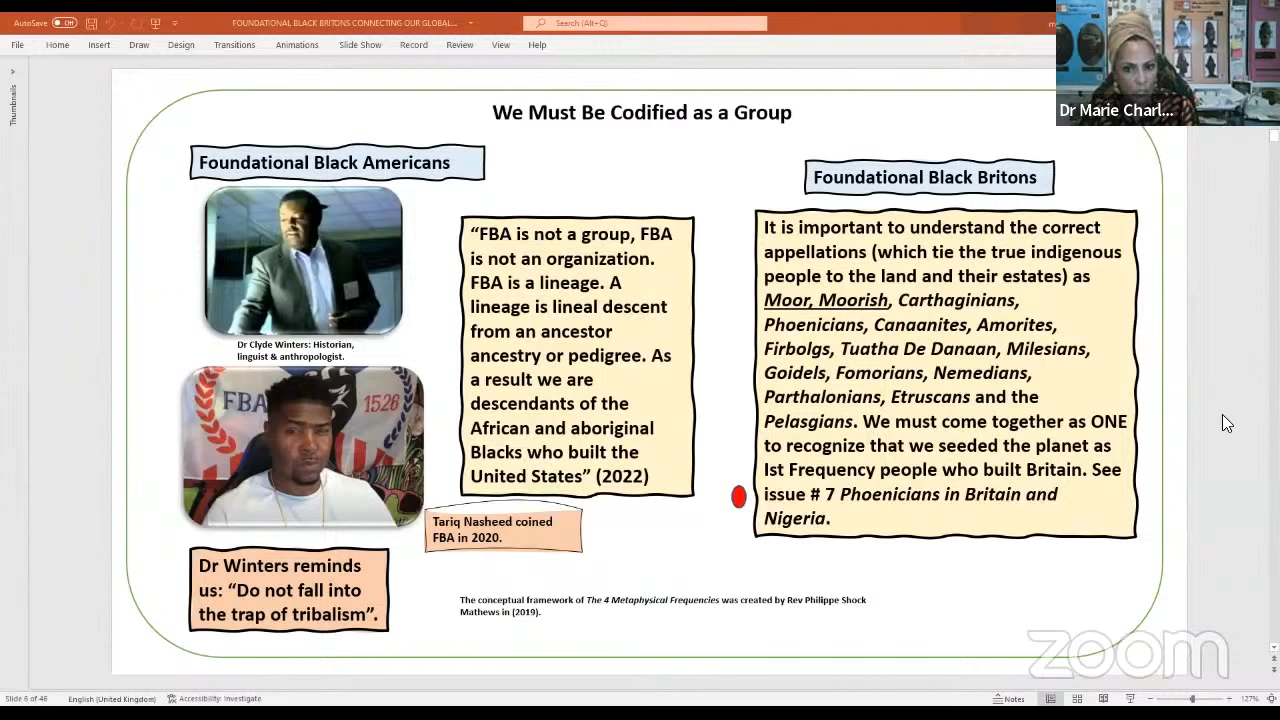 AutoSave Off
FOUNDATIONAL BLACK BRITONS CONNECTING OUR GLOBAL...
Search (Alt+Q)
File Home Insert Draw Design Transitions Animations Slide Show Record Review View Help
Dr Marie Charl...
Thumbnails
We Must Be Codified as a Group
Foundational Black Americans
FBA
1526
Dr Clyde Winters: Historian,
linguist & anthropologist.
Dr Winters reminds
us: “Do not fall into
the trap of tribalism”.
“FBA is not a group, FBA
is not an organization.
FBA is a lineage. A
lineage is lineal descent
from an ancestor
ancestry or pedigree. As
a result we are
descendants of the
African and aboriginal
Blacks who built the
United States” (2022)
Tariq Nasheed coined
FBA in 2020.
Foundational Black Britons
It is important to understand the correct
appellations (which tie the true indigenous
people to the land and their estates) as
Moor, Moorish, Carthaginians,
Phoenicians, Canaanites, Amorites,
Firbolgs, Tuatha De Danaan, Milesians,
Goidels, Fomorians, Nemedians,
Parthalonians, Etruscans and the
Pelasgians. We must come together as ONE
to recognize that we seeded the planet as
Ist Frequency people who built Britain. See
issue # 7 Phoenicians in Britain and
Nigeria.
The conceptual framework of The 4 Metaphysical Frequencies was created by Rev Philippe Shock
Mathews in (2019).
zoom
Slide 6 of 46 English (United Kingdom) Accessibility: Investigate Notes 127%